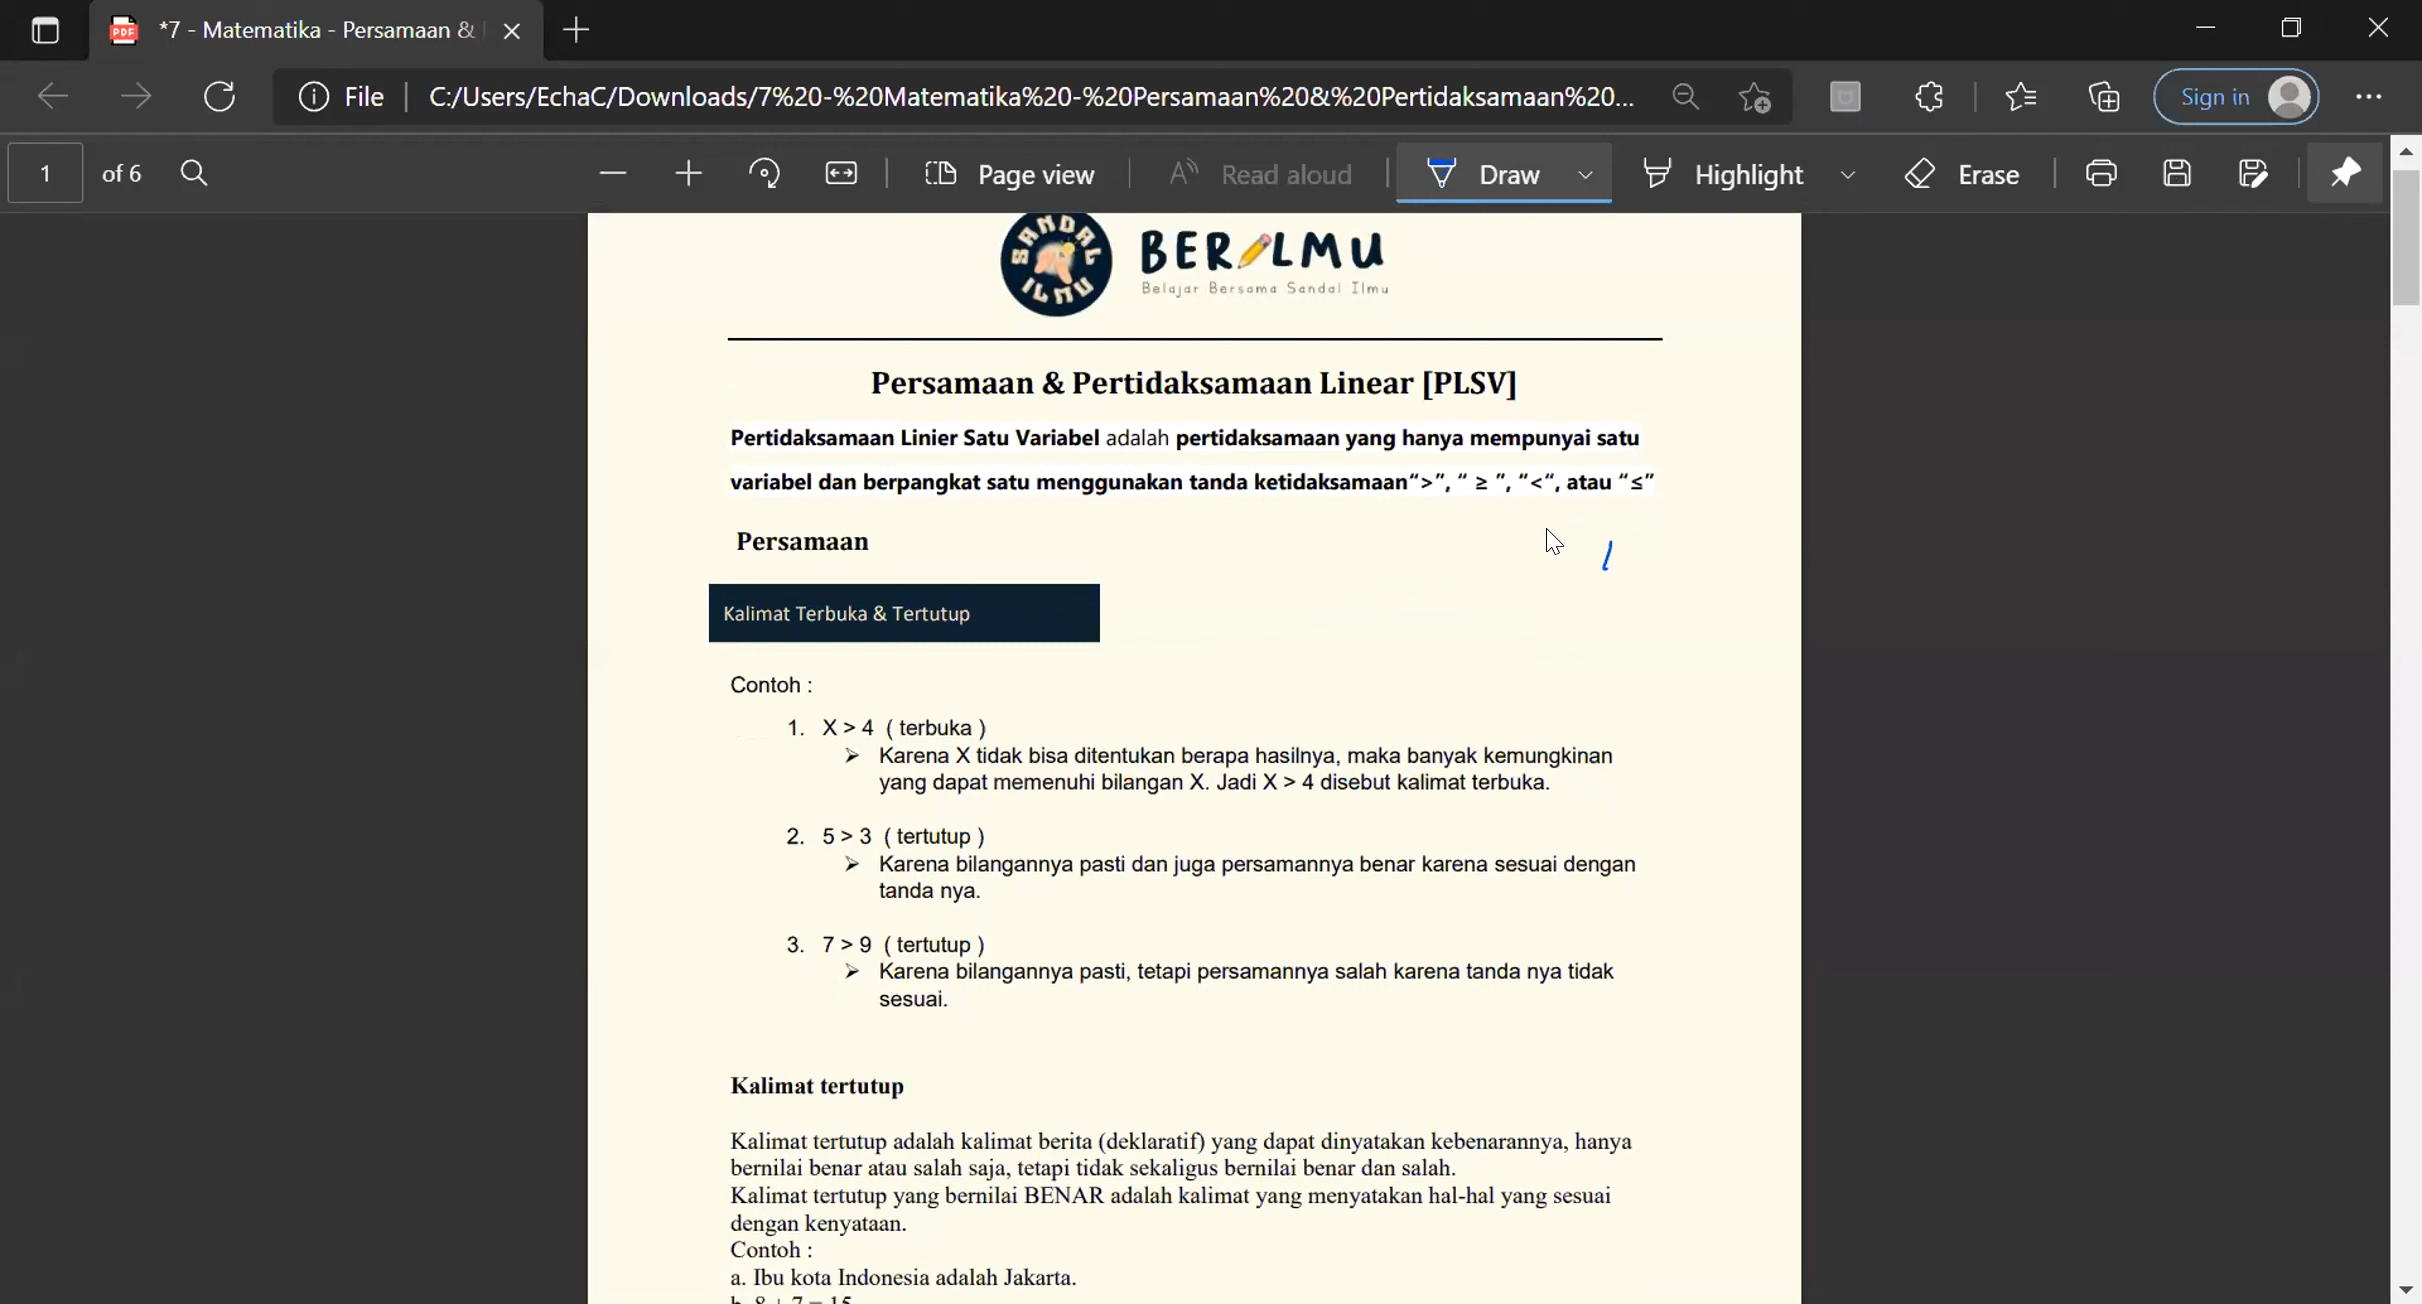 *7 - Matematika - Persamaan &
File
C:/Users/EchaC/Downloads/7%20-%20Matematika%20-%20Persamaan%20&%20Pertidaksamaan%20...
Sign in
1 of 6
Page view
Read aloud
Draw
Highlight
Erase
SANDAL ILMU
BERILMU
Belajar Bersama Sandal Ilmu
Persamaan & Pertidaksamaan Linear [PLSV]
Pertidaksamaan Linier Satu Variabel adalah pertidaksamaan yang hanya mempunyai satu
variabel dan berpangkat satu menggunakan tanda ketidaksamaan“>”, “ ≥ ”, “<“, atau “≤”
Persamaan
Kalimat Terbuka & Tertutup
Contoh :
1. X > 4 ( terbuka )
➢ Karena X tidak bisa ditentukan berapa hasilnya, maka banyak kemungkinan
yang dapat memenuhi bilangan X. Jadi X > 4 disebut kalimat terbuka.
2. 5 > 3 ( tertutup )
➢ Karena bilangannya pasti dan juga persamannya benar karena sesuai dengan
tanda nya.
3. 7 > 9 ( tertutup )
➢ Karena bilangannya pasti, tetapi persamannya salah karena tanda nya tidak
sesuai.
Kalimat tertutup
Kalimat tertutup adalah kalimat berita (deklaratif) yang dapat dinyatakan kebenarannya, hanya
bernilai benar atau salah saja, tetapi tidak sekaligus bernilai benar dan salah.
Kalimat tertutup yang bernilai BENAR adalah kalimat yang menyatakan hal-hal yang sesuai
dengan kenyataan.
Contoh :
a. Ibu kota Indonesia adalah Jakarta.
b. 8 + 7 = 15